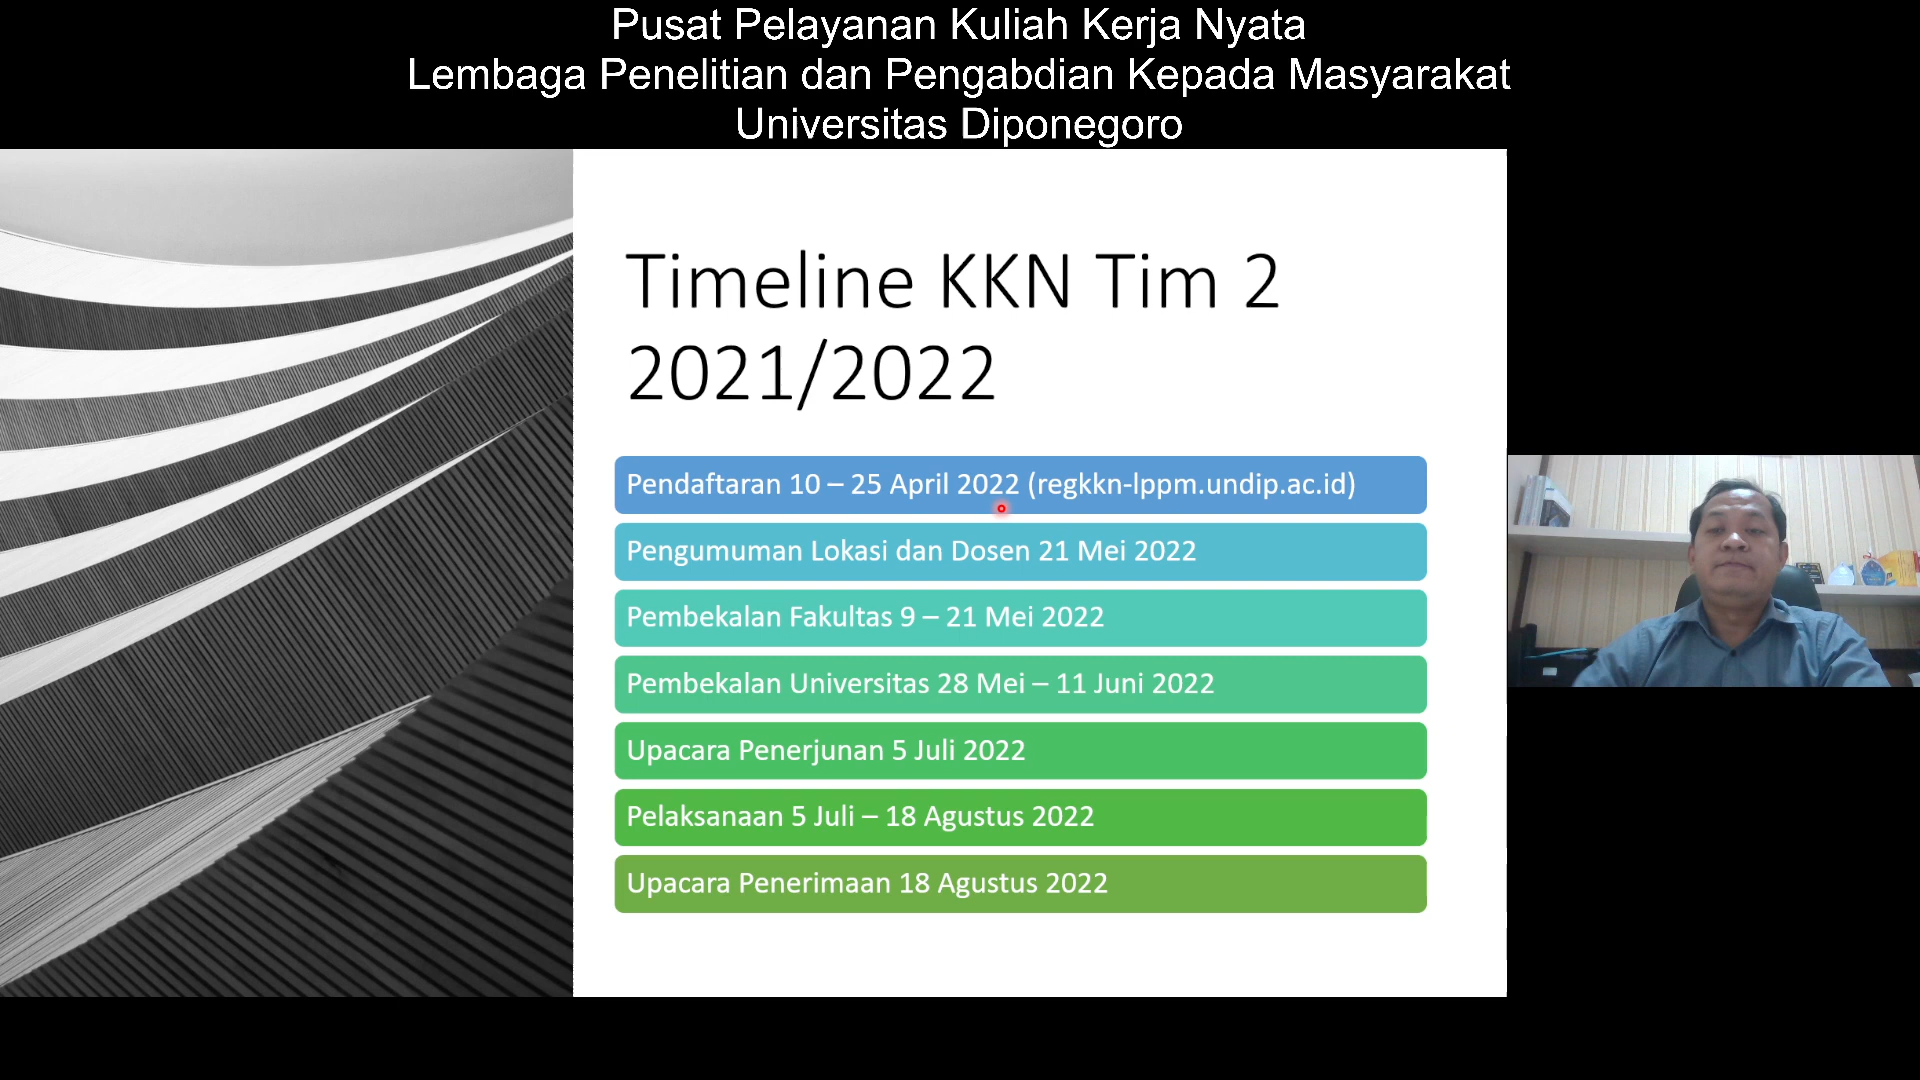 Pusat Pelayanan Kuliah Kerja Nyata
Lembaga Penelitian dan Pengabdian Kepada Masyarakat
Universitas Diponegoro
Timeline KKN Tim 2
2021/2022
Pendaftaran 10 – 25 April 2022 (regkkn-lppm.undip.ac.id)
Pengumuman Lokasi dan Dosen 21 Mei 2022
Pembekalan Fakultas 9 – 21 Mei 2022
Pembekalan Universitas 28 Mei – 11 Juni 2022
Upacara Penerjunan 5 Juli 2022
Pelaksanaan 5 Juli – 18 Agustus 2022
Upacara Penerimaan 18 Agustus 2022